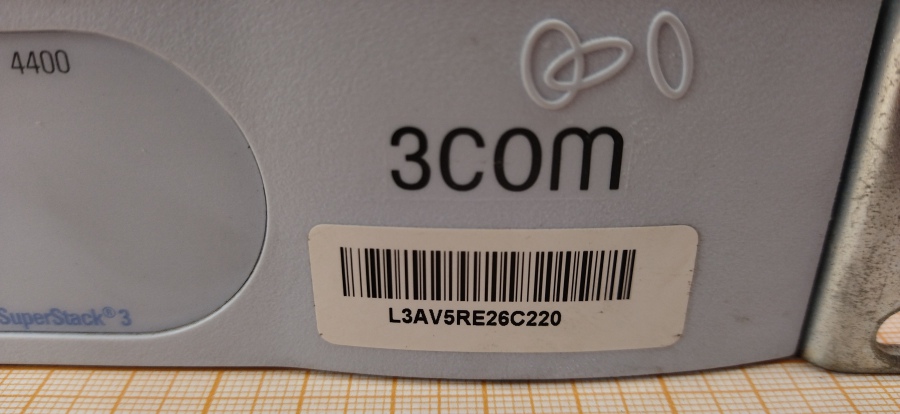 4400
3COM
L3AV5RE26C220
SuperStack® 3